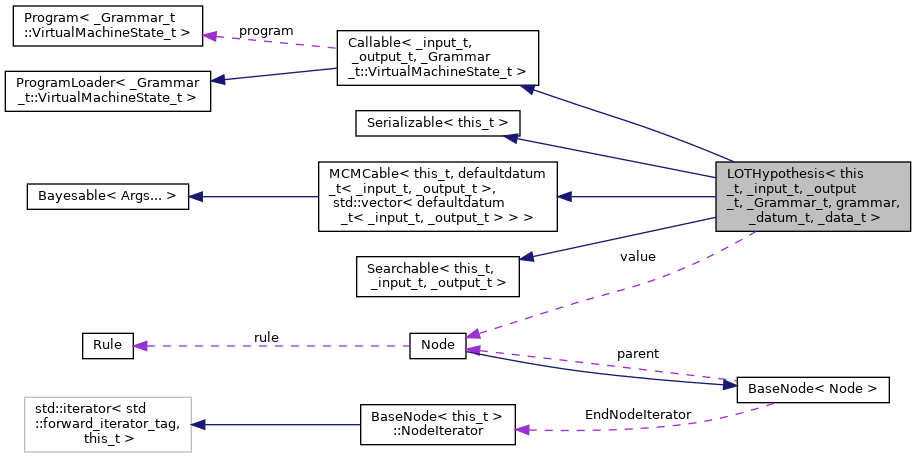 Program< _Grammar_t
::VirtualMachineState_t >
program
Callable< _input_t,
_output_t, _Grammar
_t::VirtualMachineState_t >
ProgramLoader< _Grammar
_t::VirtualMachineState_t >
Serializable< this_t >
MCMCable< this_t, defaultdatum
_t< _input_t, _output_t >,
std::vector< defaultdatum
_t< _input_t, _output_t > > >
LOTHypothesis< this
_t, _input_t, _output
_t, _Grammar_t, grammar,
_datum_t, _data_t >
Bayesable< Args... >
Searchable< this_t,
_input_t, _output_t >
value
Rule
rule
Node
parent
BaseNode< Node >
EndNodeIterator
std::iterator< std
::forward_iterator_tag,
this_t >
BaseNode< this_t >
::NodeIterator